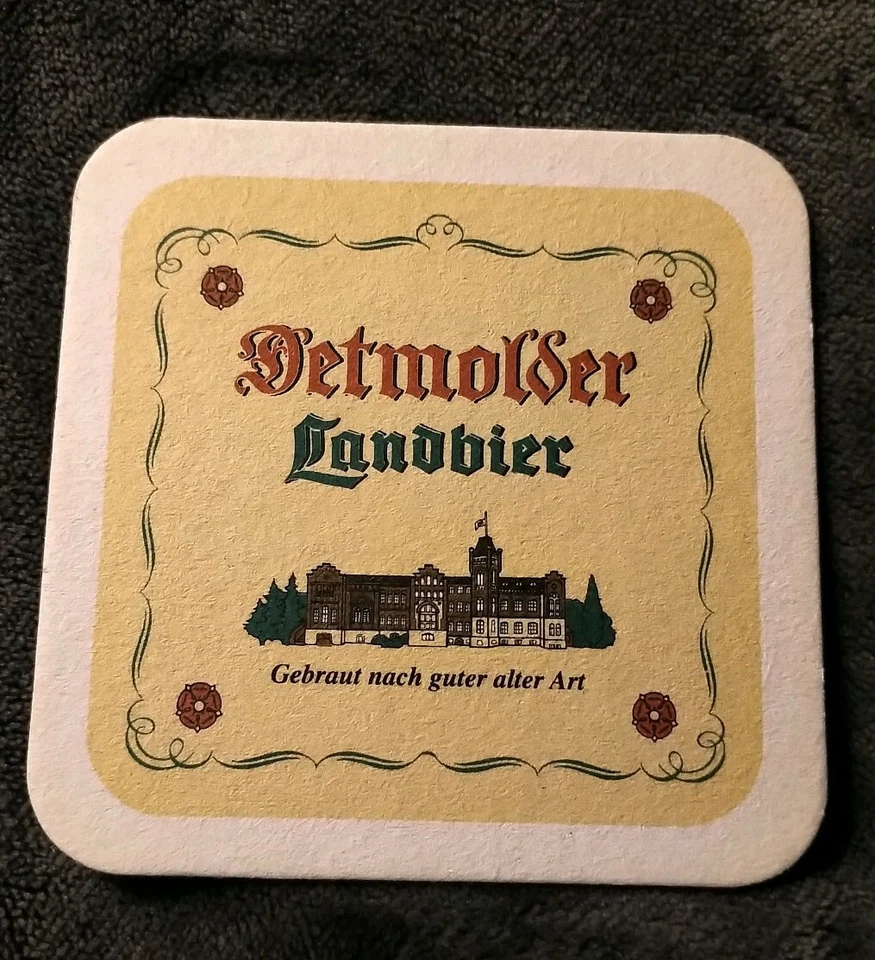 Detmolder
Landbier
Gebraut nach guter alter Art